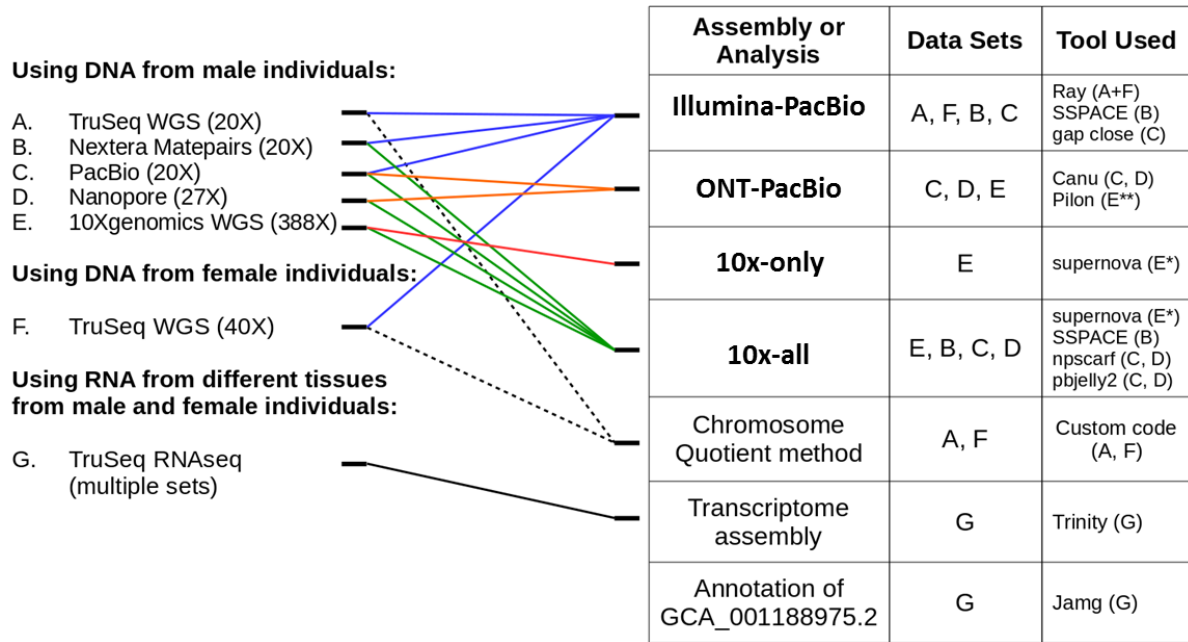 Using DNA from male individuals:
A. TruSeq WGS (20X)
B. Nextera Matepairs (20X)
C. PacBio (20X)
D. Nanopore (27X)
E. 10Xgenomics WGS (388X)
Using DNA from female individuals:
F. TruSeq WGS (40X)
Using RNA from different tissues
from male and female individuals:
G. TruSeq RNAseq
(multiple sets)
Assembly or
Analysis
Data Sets
Tool Used
Illumina-PacBio
A, F, B, C
Ray (A+F)
SSPACE (B)
gap close (C)
ONT-PacBio
C, D, E
Canu (C, D)
Pilon (E**)
10x-only
E
supernova (E*)
10x-all
E, B, C, D
supernova (E*)
SSPACE (B)
npscarf (C, D)
pbjelly2 (C, D)
Chromosome
Quotient method
A, F
Custom code
(A, F)
Transcriptome
assembly
G
Trinity (G)
Annotation of
GCA_001188975.2
G
Jamg (G)